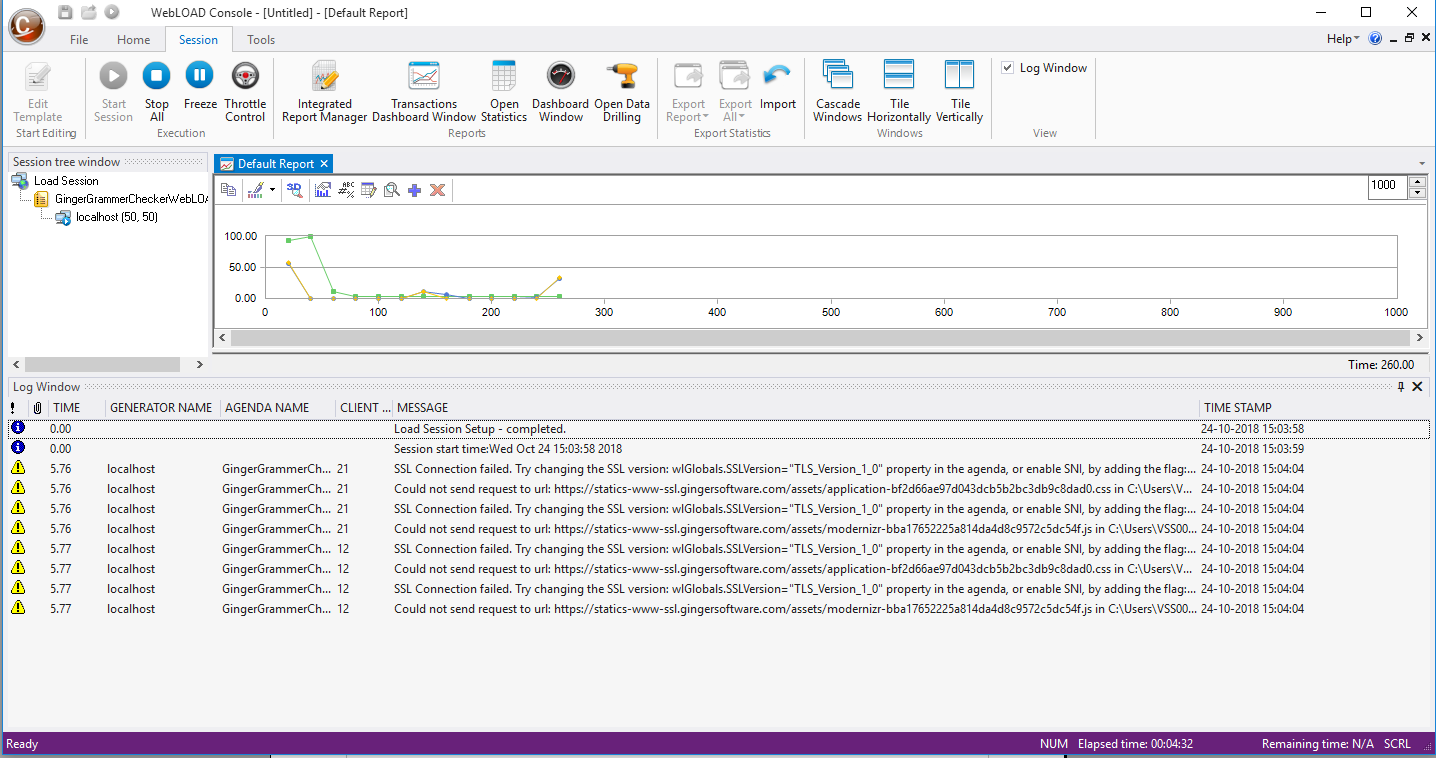 WebLOAD Console - [Untitled] - [Default Report]
File Home Session Tools Help
Edit Template
Start Session
Stop All
Freeze
Throttle Control
Integrated Report Manager
Transactions Dashboard Window
Open Statistics
Dashboard Window
Open Data Drilling
Export Report
Export All
Import
Cascade Windows
Tile Horizontally
Tile Vertically
Log Window
Start Editing Execution Reports Export Statistics Windows View
Session tree window
Load Session
GingerGrammerCheckerWebLOA
localhost (50, 50)
Default Report
3D ABC 1000
100.00
50.00
0.00
0 100 200 300 400 500 600 700 800 900 1000
Time: 260.00
Log Window
! TIME GENERATOR NAME AGENDA NAME CLIENT ... MESSAGE TIME STAMP
0.00 Load Session Setup - completed. 24-10-2018 15:03:58
0.00 Session start time:Wed Oct 24 15:03:58 2018 24-10-2018 15:03:59
5.76 localhost GingerGrammerCh... 21 SSL Connection failed. Try changing the SSL version: wlGlobals.SSLVersion="TLS_Version_1_0" property in the agenda, or enable SNI, by adding the flag:... 24-10-2018 15:04:04
5.76 localhost GingerGrammerCh... 21 Could not send request to url: https://statics-www-ssl.gingersoftware.com/assets/application-bf2d66ae97d043dcb5b2bc3db9c8dad0.css in C:\Users\V... 24-10-2018 15:04:04
5.76 localhost GingerGrammerCh... 21 SSL Connection failed. Try changing the SSL version: wlGlobals.SSLVersion="TLS_Version_1_0" property in the agenda, or enable SNI, by adding the flag:... 24-10-2018 15:04:04
5.76 localhost GingerGrammerCh... 21 Could not send request to url: https://statics-www-ssl.gingersoftware.com/assets/modernizr-bba17652225a814da4d8c9572c5dc54f.js in C:\Users\VSS00... 24-10-2018 15:04:04
5.77 localhost GingerGrammerCh... 12 SSL Connection failed. Try changing the SSL version: wlGlobals.SSLVersion="TLS_Version_1_0" property in the agenda, or enable SNI, by adding the flag:... 24-10-2018 15:04:04
5.77 localhost GingerGrammerCh... 12 Could not send request to url: https://statics-www-ssl.gingersoftware.com/assets/application-bf2d66ae97d043dcb5b2bc3db9c8dad0.css in C:\Users\V... 24-10-2018 15:04:04
5.77 localhost GingerGrammerCh... 12 SSL Connection failed. Try changing the SSL version: wlGlobals.SSLVersion="TLS_Version_1_0" property in the agenda, or enable SNI, by adding the flag:... 24-10-2018 15:04:04
5.77 localhost GingerGrammerCh... 12 Could not send request to url: https://statics-www-ssl.gingersoftware.com/assets/modernizr-bba17652225a814da4d8c9572c5dc54f.js in C:\Users\VSS00... 24-10-2018 15:04:04
Ready NUM Elapsed time: 00:04:32 Remaining time: N/A SCRL